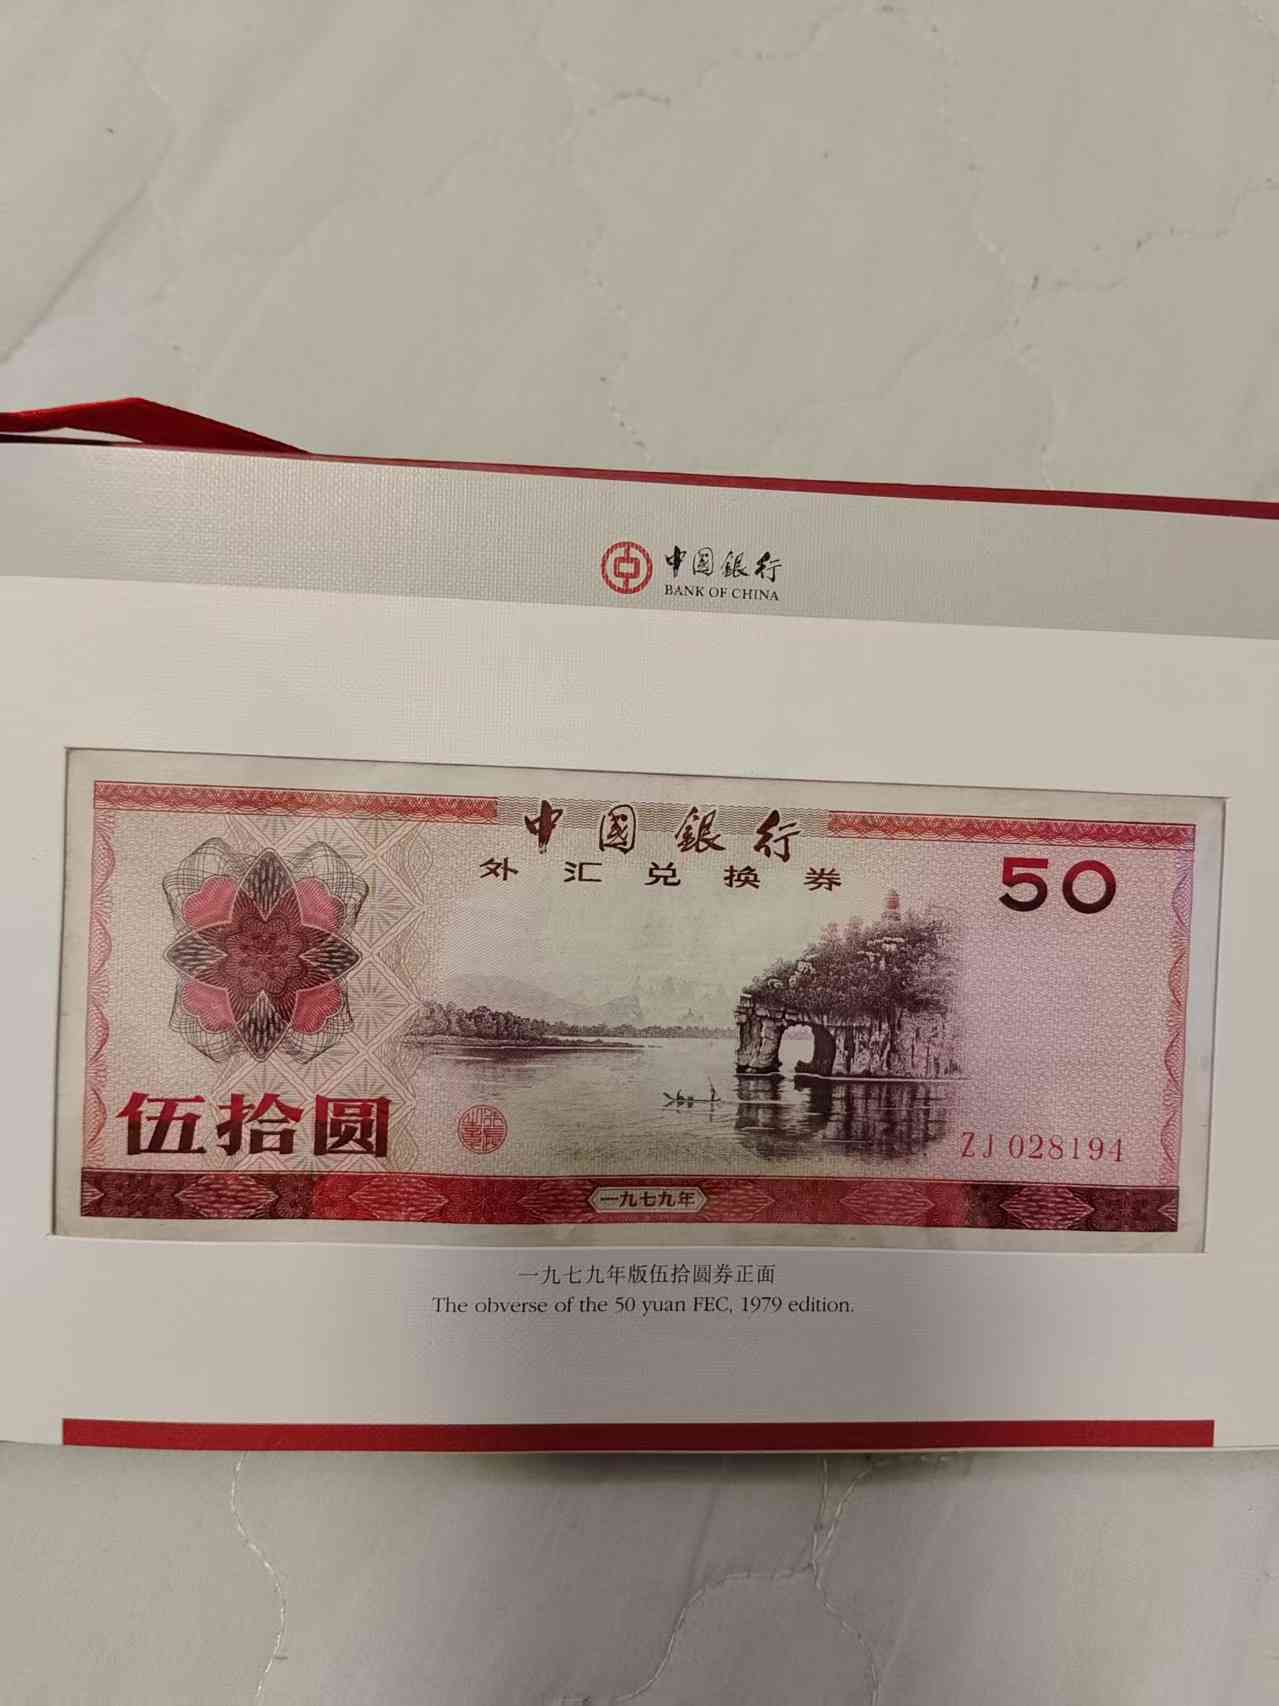 中国銀行
BANK OF CHINA
中国銀行
外汇兑换券
50
伍拾圆
ZJ 028194
一九七九年
一九七九年版伍拾圆券正面
The obverse of the 50 yuan FEC, 1979 edition.